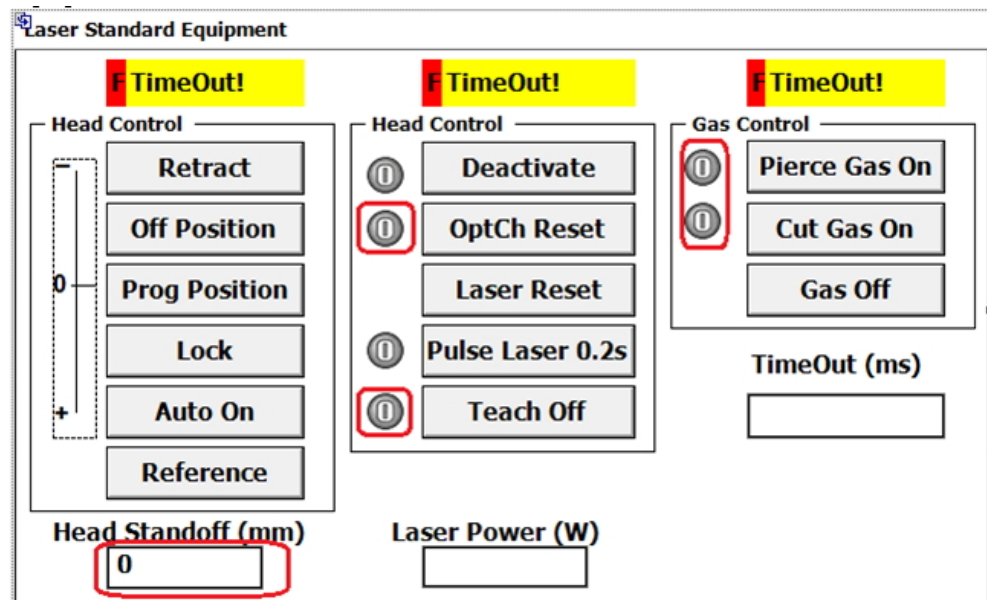 Laser Standard Equipment
F TimeOut!
F TimeOut!
F TimeOut!
Head Control
Retract
Off Position
Prog Position
Lock
Auto On
Reference
−
0
+
Head Standoff (mm)
0
Head Control
Deactivate
OptCh Reset
Laser Reset
Pulse Laser 0.2s
Teach Off
Laser Power (W)
Gas Control
Pierce Gas On
Cut Gas On
Gas Off
TimeOut (ms)